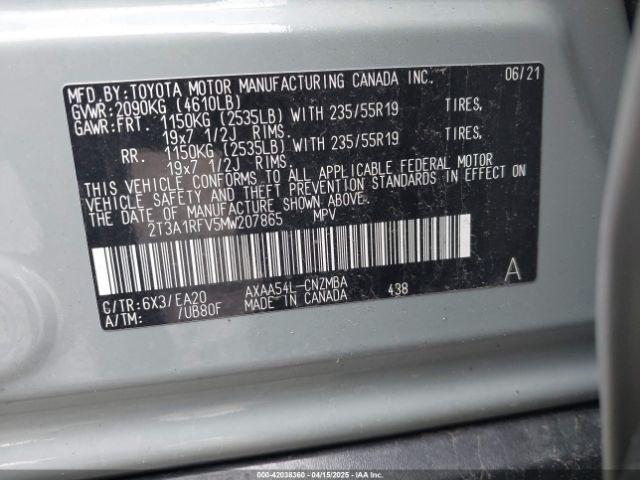 MFD.BY:TOYOTA MOTOR MANUFACTURING CANADA INC. 06/21
GVWR:2090KG (4610LB)
GAWR:FRT. 1150KG (2535LB) WITH 235/55R19 TIRES,
19x7 1/2J RIMS.
RR. 1150KG (2535LB) WITH 235/55R19 TIRES,
19x7 1/2J RIMS.
THIS VEHICLE CONFORMS TO ALL APPLICABLE FEDERAL MOTOR
VEHICLE SAFETY AND THEFT PREVENTION STANDARDS IN EFFECT ON
THE DATE OF MANUFACTURE SHOWN ABOVE.
2T3A1RFV5MW207865 MPV
C/TR:6X3/EA20 AXAA54L-CNZMBA 438 A
A/TM: /UB80F MADE IN CANADA
000-42038360 - 04/15/2025 - IAAI.COM